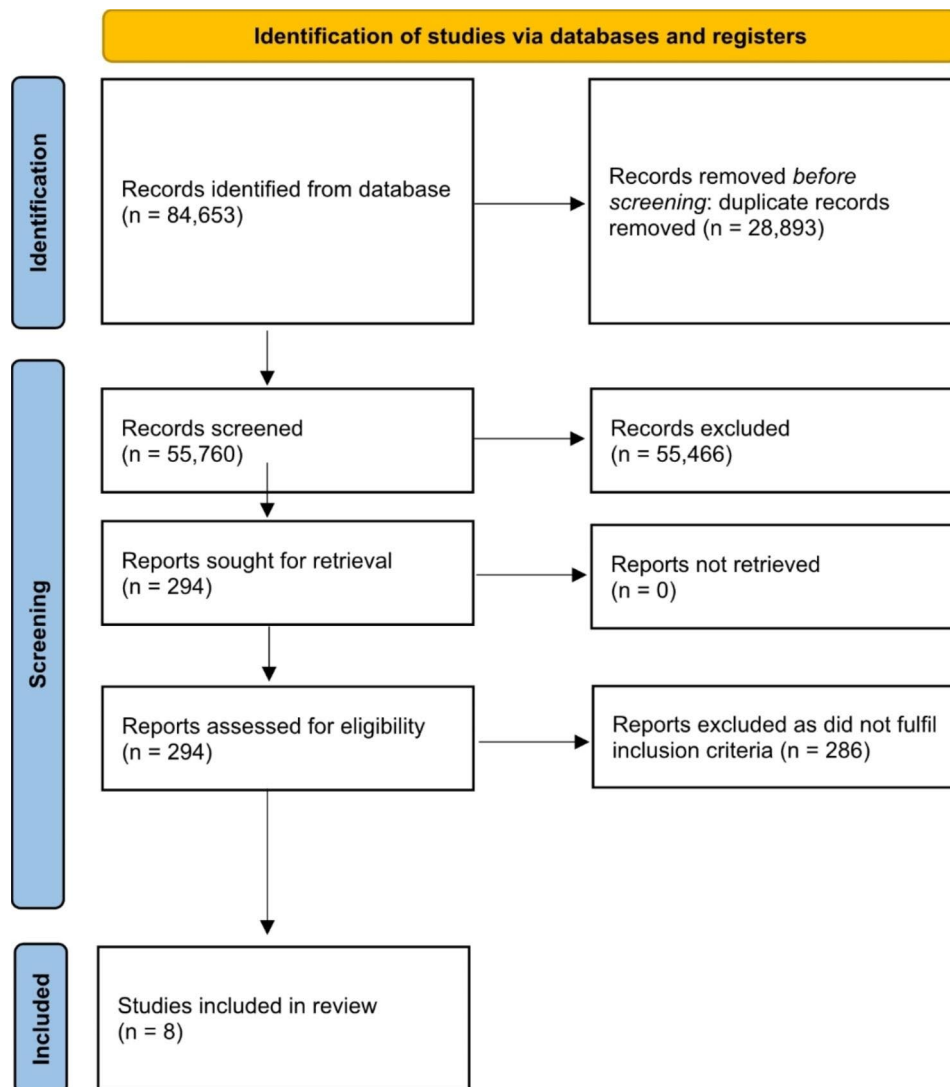 Identification of studies via databases and registers
Identification
Records identified from database
(n = 84,653)
Records removed before
screening: duplicate records
removed (n = 28,893)
Screening
Records screened
(n = 55,760)
Records excluded
(n = 55,466)
Reports sought for retrieval
(n = 294)
Reports not retrieved
(n = 0)
Reports assessed for eligibility
(n = 294)
Reports excluded as did not fulfil
inclusion criteria (n = 286)
Included
Studies included in review
(n = 8)